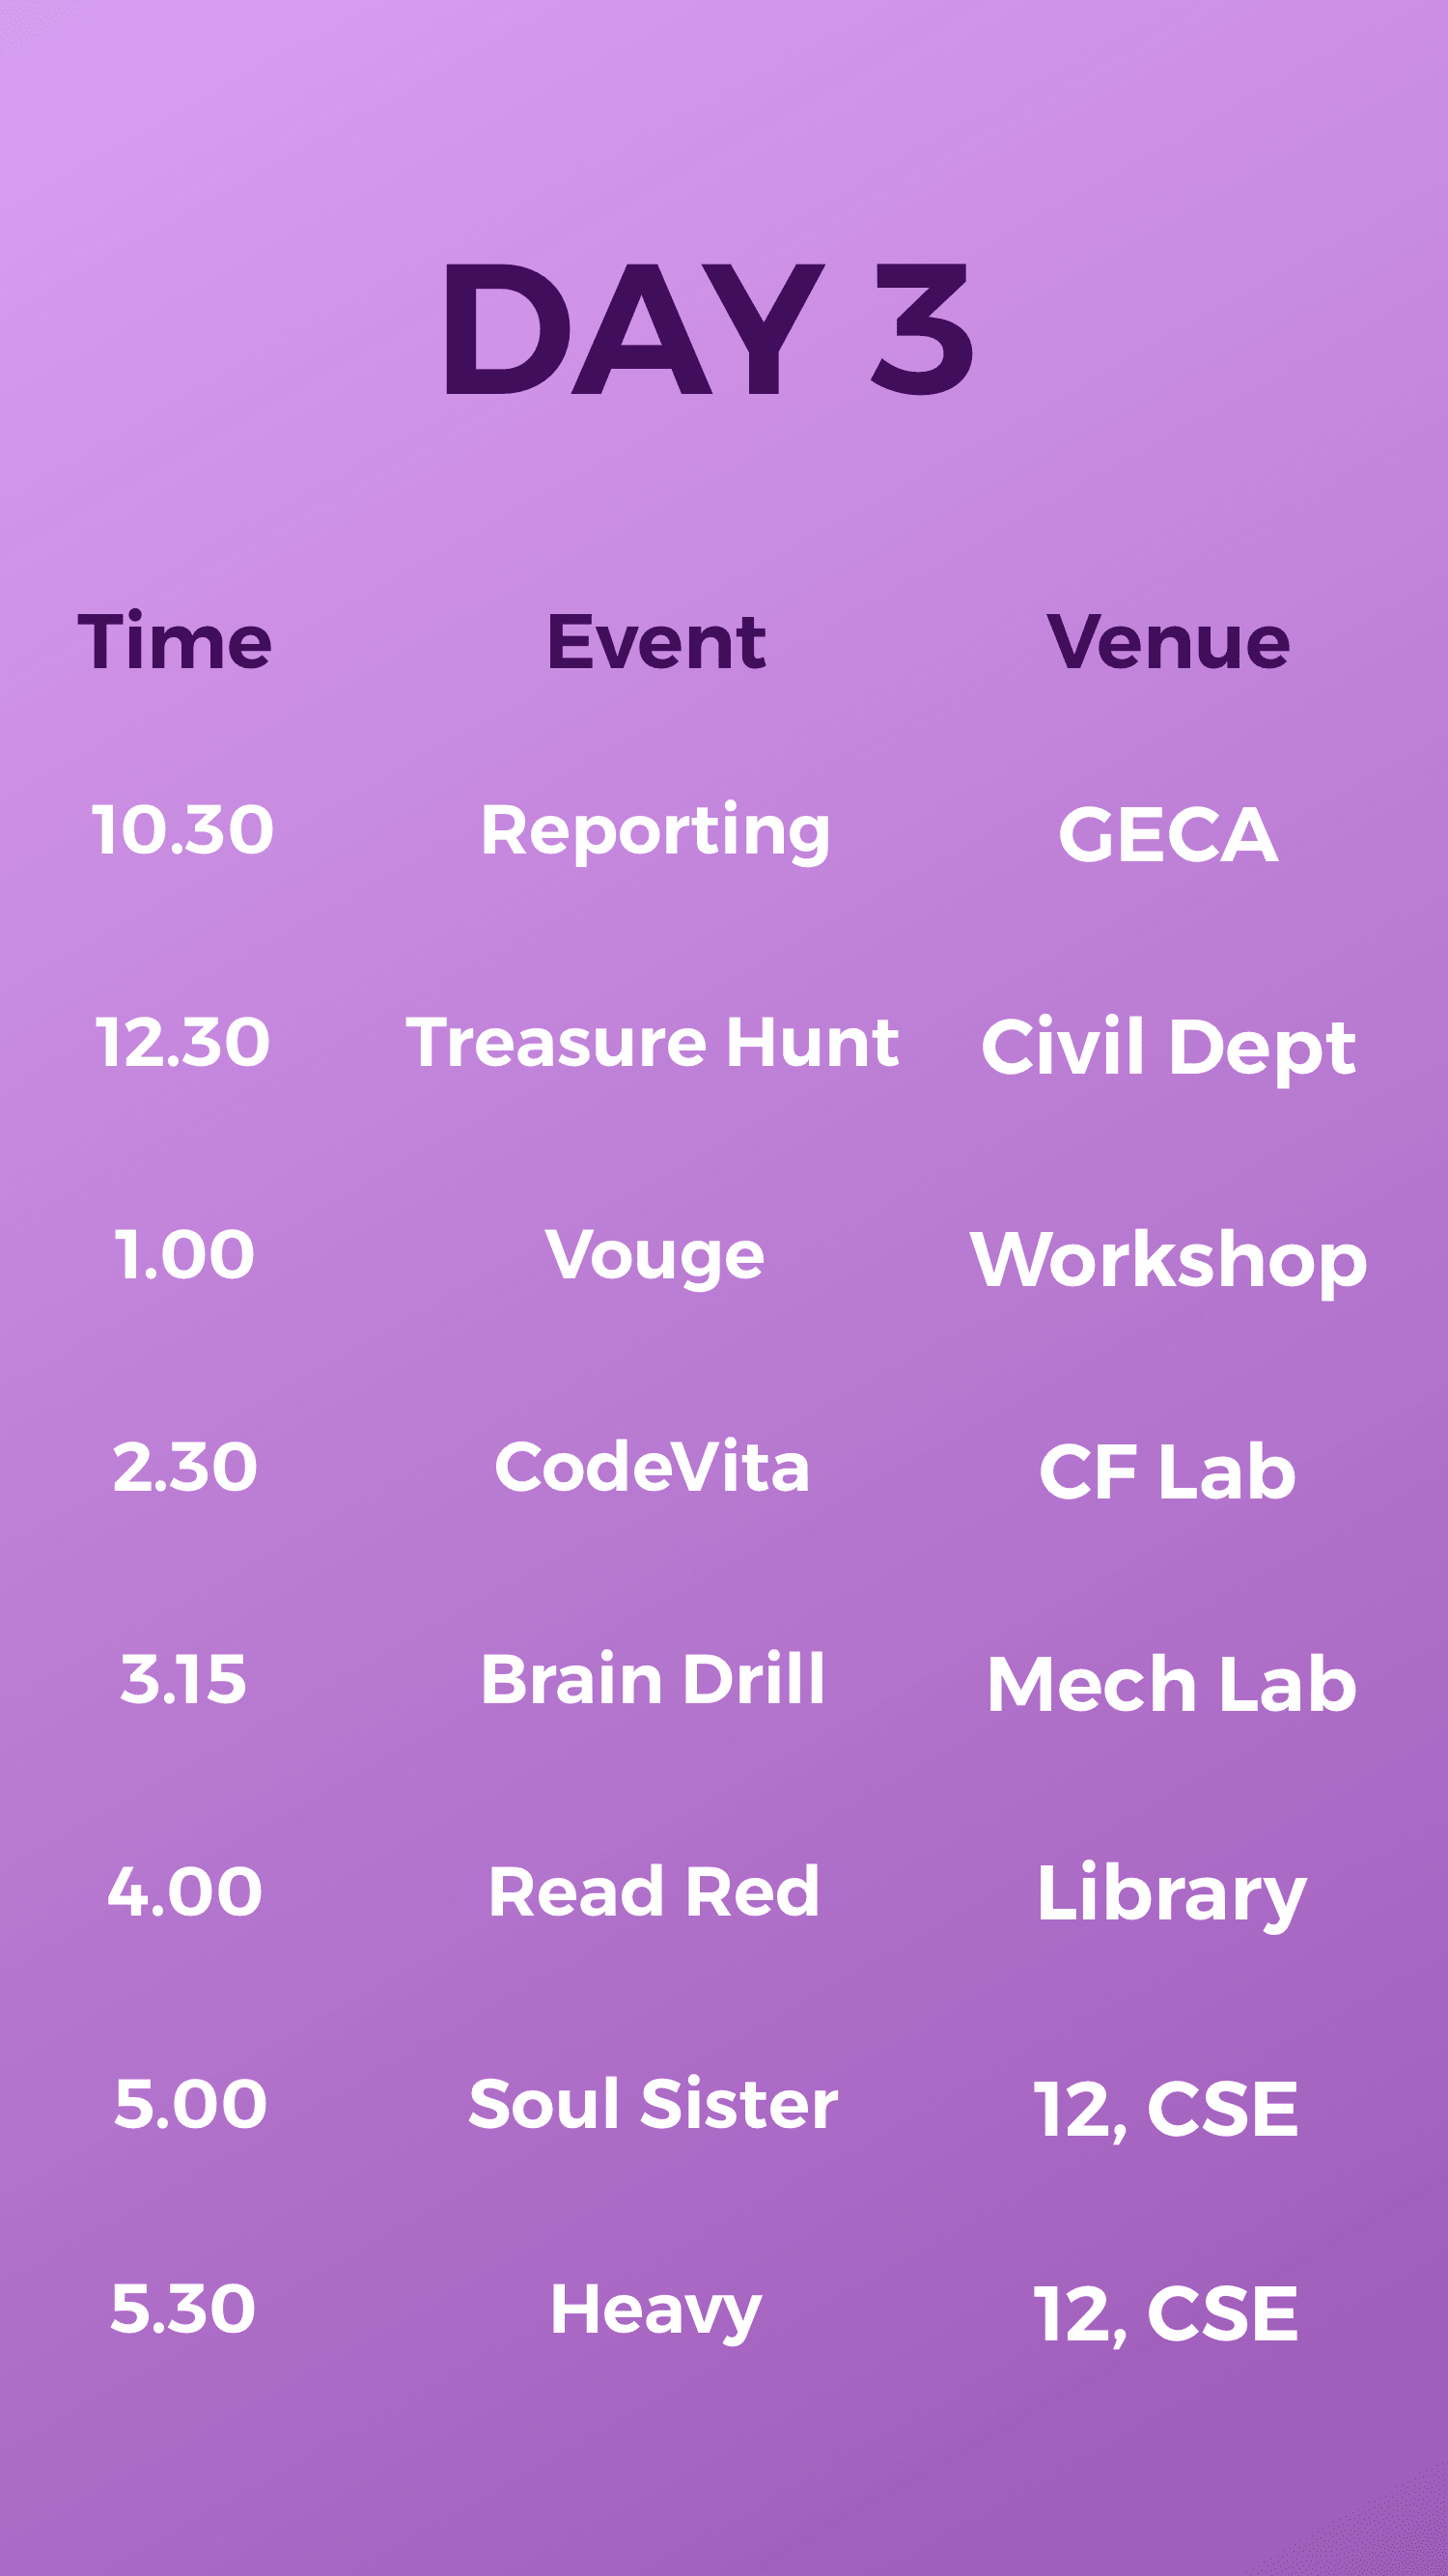 DAY 3
Time Event Venue
10.30 Reporting GECA
12.30 Treasure Hunt Civil Dept
1.00 Vouge Workshop
2.30 CodeVita CF Lab
3.15 Brain Drill Mech Lab
4.00 Read Red Library
5.00 Soul Sister 12, CSE
5.30 Heavy 12, CSE